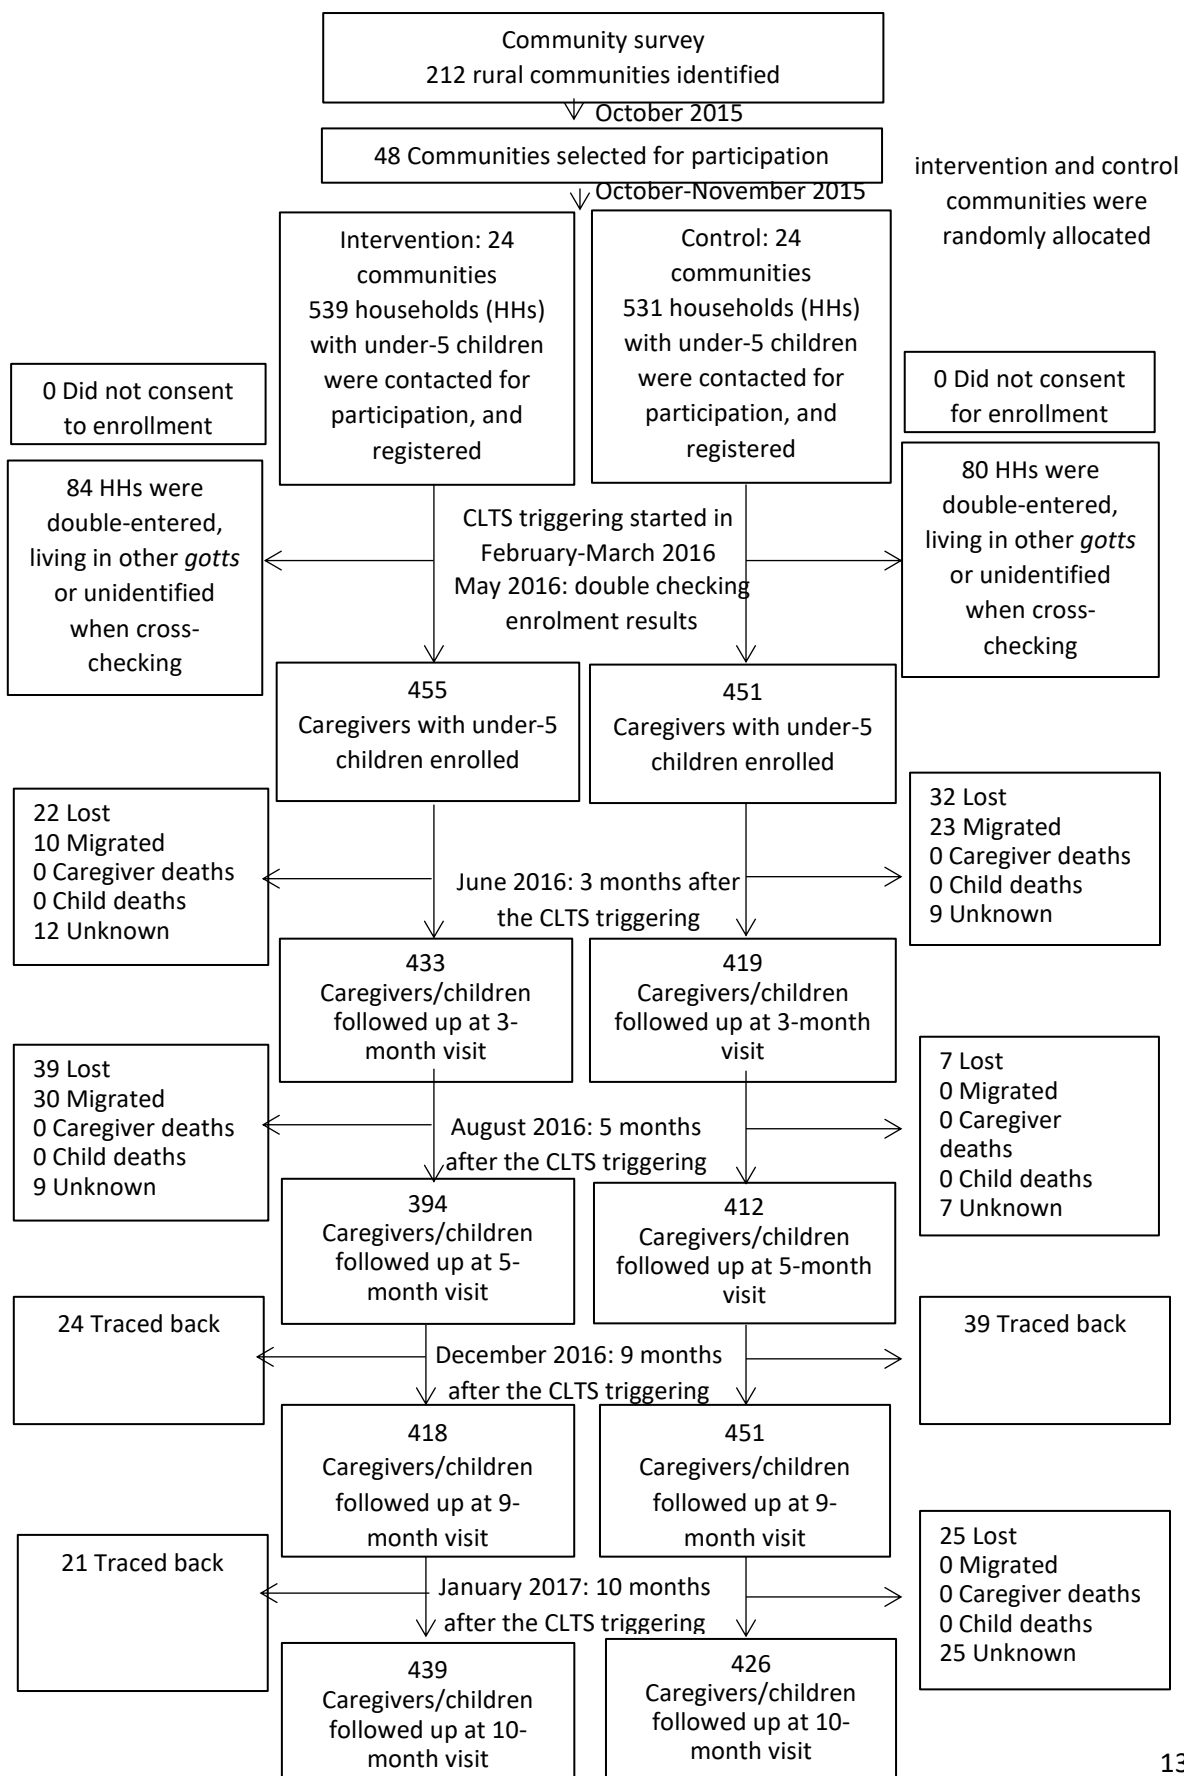 Community survey
212 rural communities identified
October 2015
48 Communities selected for participation
October-November 2015
intervention and control
communities were
randomly allocated
Intervention: 24
communities
539 households (HHs)
with under-5 children
were contacted for
participation, and
registered
Control: 24
communities
531 households (HHs)
with under-5 children
were contacted for
participation, and
registered
0 Did not consent
to enrollment
0 Did not consent
for enrollment
84 HHs were
double-entered,
living in other gotts
or unidentified
when cross-
checking
CLTS triggering started in
February-March 2016
May 2016: double checking
enrolment results
80 HHs were
double-entered,
living in other gotts
or unidentified
when cross-
checking
455
Caregivers with under-5
children enrolled
451
Caregivers with under-5
children enrolled
22 Lost
10 Migrated
0 Caregiver deaths
0 Child deaths
12 Unknown
June 2016: 3 months after
the CLTS triggering
32 Lost
23 Migrated
0 Caregiver deaths
0 Child deaths
9 Unknown
433
Caregivers/children
followed up at 3-
month visit
419
Caregivers/children
followed up at 3-month
visit
39 Lost
30 Migrated
0 Caregiver deaths
0 Child deaths
9 Unknown
August 2016: 5 months
after the CLTS triggering
7 Lost
0 Migrated
0 Caregiver
deaths
0 Child deaths
7 Unknown
394
Caregivers/children
followed up at 5-
month visit
412
Caregivers/children
followed up at 5-month
visit
24 Traced back
December 2016: 9 months
after the CLTS triggering
39 Traced back
418
Caregivers/children
followed up at 9-
month visit
451
Caregivers/children
followed up at 9-
month visit
21 Traced back
January 2017: 10 months
after the CLTS triggering
25 Lost
0 Migrated
0 Caregiver deaths
0 Child deaths
25 Unknown
439
Caregivers/children
followed up at 10-
month visit
426
Caregivers/children
followed up at 10-
month visit
13